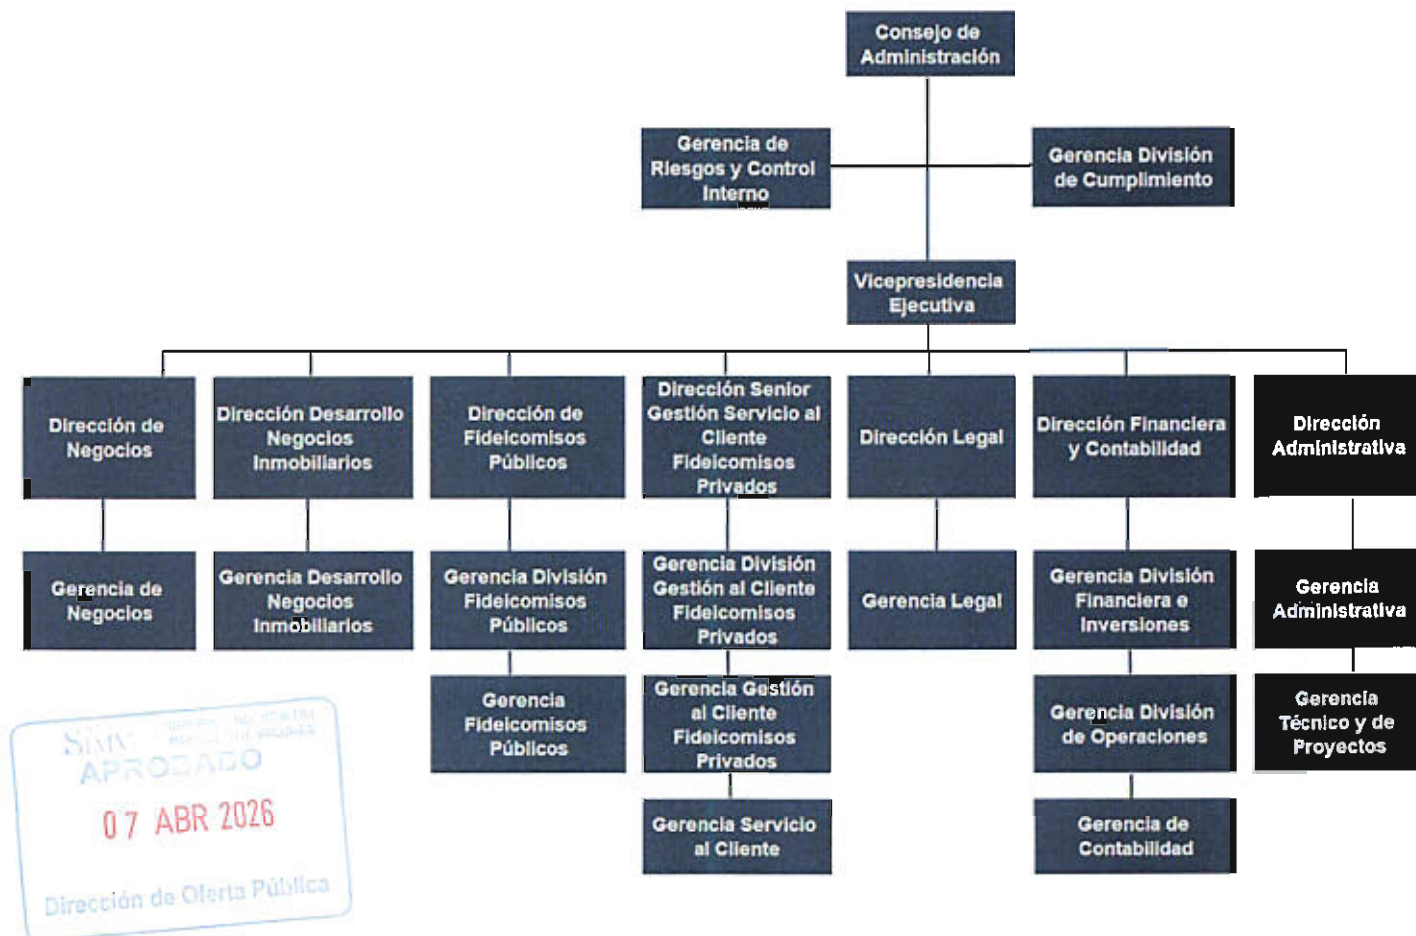 Consejo de
Administración
Gerencia de
Riesgos y Control
Interno
Gerencia División
de Cumplimiento
Vicepresidencia
Ejecutiva
Dirección de
Negocios
Dirección Desarrollo
Negocios
Inmobiliarios
Dirección de
Fideicomisos
Públicos
Dirección Senior
Gestión Servicio al
Cliente
Fideicomisos
Privados
Dirección Legal
Dirección Financiera
y Contabilidad
Dirección
Administrativa
Gerencia de
Negocios
Gerencia Desarrollo
Negocios
Inmobiliarios
Gerencia División
Fideicomisos
Públicos
Gerencia División
Gestión al Cliente
Fideicomisos
Privados
Gerencia Legal
Gerencia División
Financiera e
Inversiones
Gerencia
Administrativa
Gerencia
Fideicomisos
Públicos
Gerencia Gestión
al Cliente
Fideicomisos
Privados
Gerencia División
de Operaciones
Gerencia
Técnico y de
Proyectos
Gerencia Servicio
al Cliente
Gerencia de
Contabilidad
SIMV
APROBADO
07 ABR 2026
Dirección de Oferta Pública